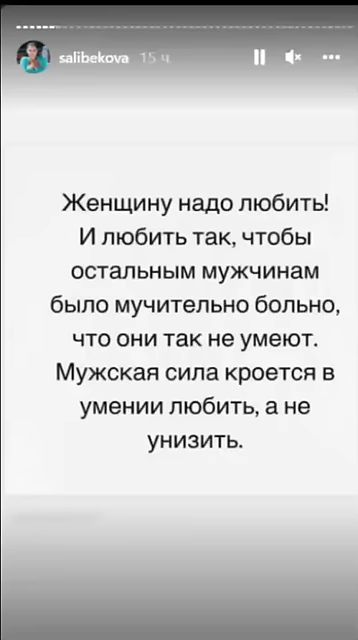 salibekova 15 ч
Женщину надо любить!
И любить так, чтобы
остальным мужчинам
было мучительно больно,
что они так не умеют.
Мужская сила кроется в
умении любить, а не
унизить.